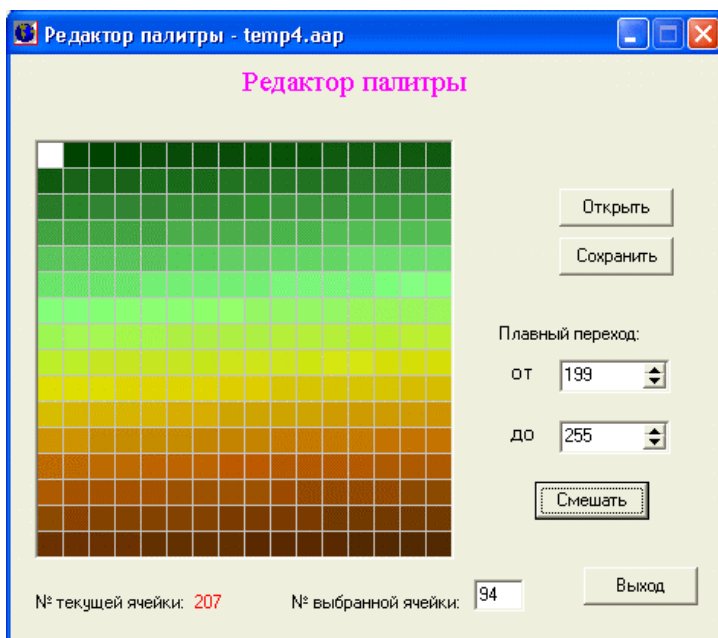 Редактор палитры - temp4.aap
Редактор палитры
Открыть
Сохранить
Плавный переход:
от 199
до 255
Смешать
№ текущей ячейки: 207 № выбранной ячейки: 94 Выход